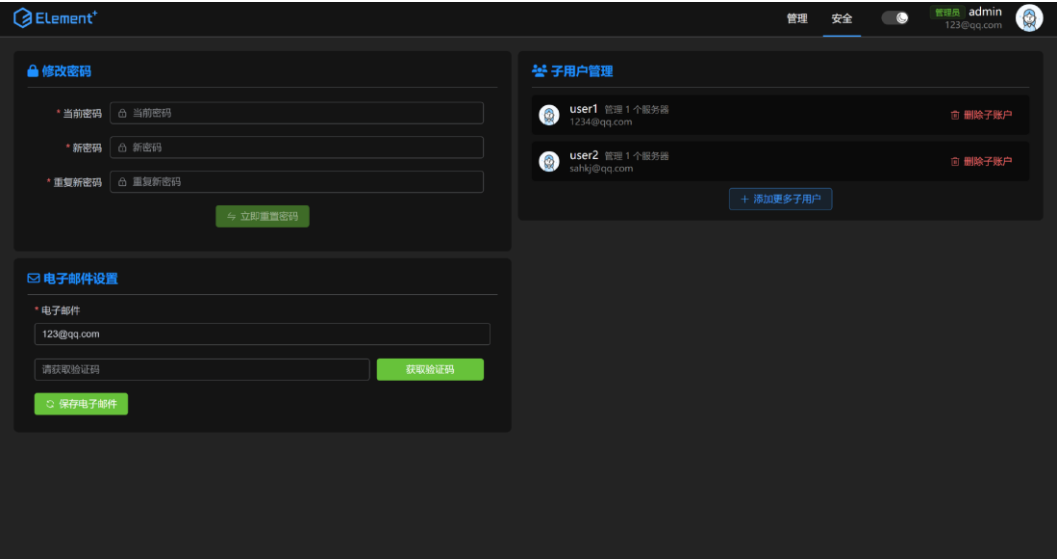 Element+
管理 安全
管理员 admin
123@qq.com
修改密码
* 当前密码 当前密码
* 新密码 新密码
* 重复新密码 重复新密码
立即重置密码
电子邮件设置
* 电子邮件
123@qq.com
请获取验证码 获取验证码
保存电子邮件
子用户管理
user1 管理 1 个服务器
1234@qq.com
删除子账户
user2 管理 1 个服务器
sahkj@qq.com
删除子账户
+ 添加更多子用户